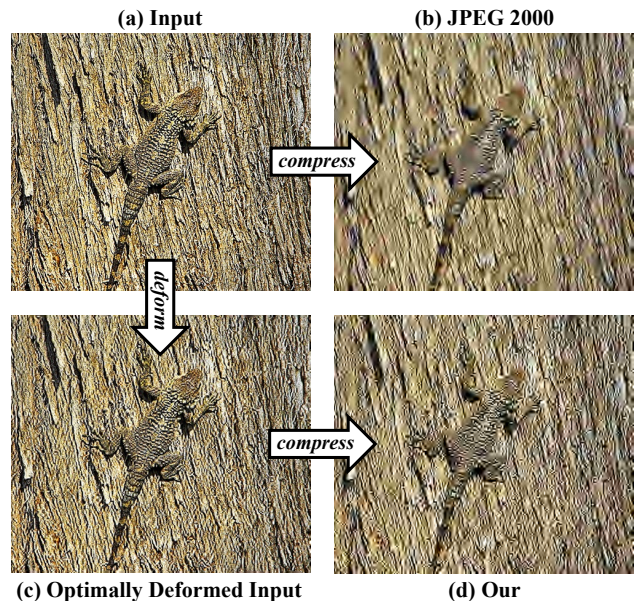 (a) Input
(b) JPEG 2000
compress
deform
compress
(c) Optimally Deformed Input
(d) Our